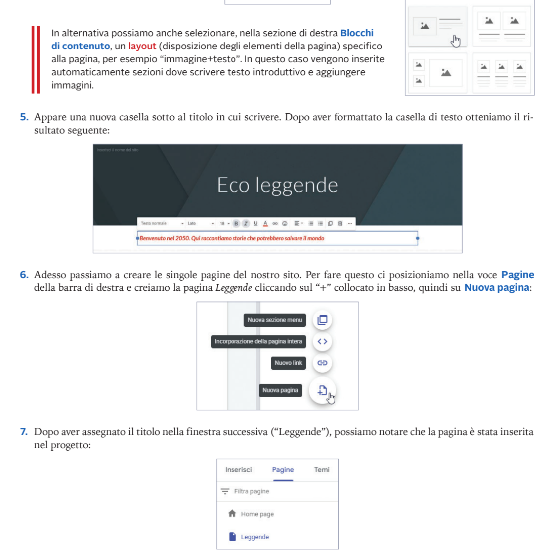 In alternativa possiamo anche selezionare, nella sezione di destra Blocchi
di contenuto, un layout (disposizione degli elementi della pagina) specifico
alla pagina, per esempio “immagine+testo”. In questo caso vengono inserite
automaticamente sezioni dove scrivere testo introduttivo e aggiungere
immagini.
5. Appare una nuova casella sotto al titolo in cui scrivere. Dopo aver formattato la casella di testo otteniamo il ri-
sultato seguente:
Eco leggende
Testo normale Lato
B I U A
Benvenuto nel 2050. Qui raccontiamo storie che potrebbero salvare il mondo
6. Adesso passiamo a creare le singole pagine del nostro sito. Per fare questo ci posizioniamo nella voce Pagine
della barra di destra e creiamo la pagina Leggende cliccando sul “+” collocato in basso, quindi su Nuova pagina:
Nuova sezione menu
Incorporazione della pagina intera
Nuovo link
Nuova pagina
7. Dopo aver assegnato il titolo nella finestra successiva (“Leggende”), possiamo notare che la pagina è stata inserita
nel progetto:
Inserisci Pagine Temi
Filtra pagine
Home page
Leggende